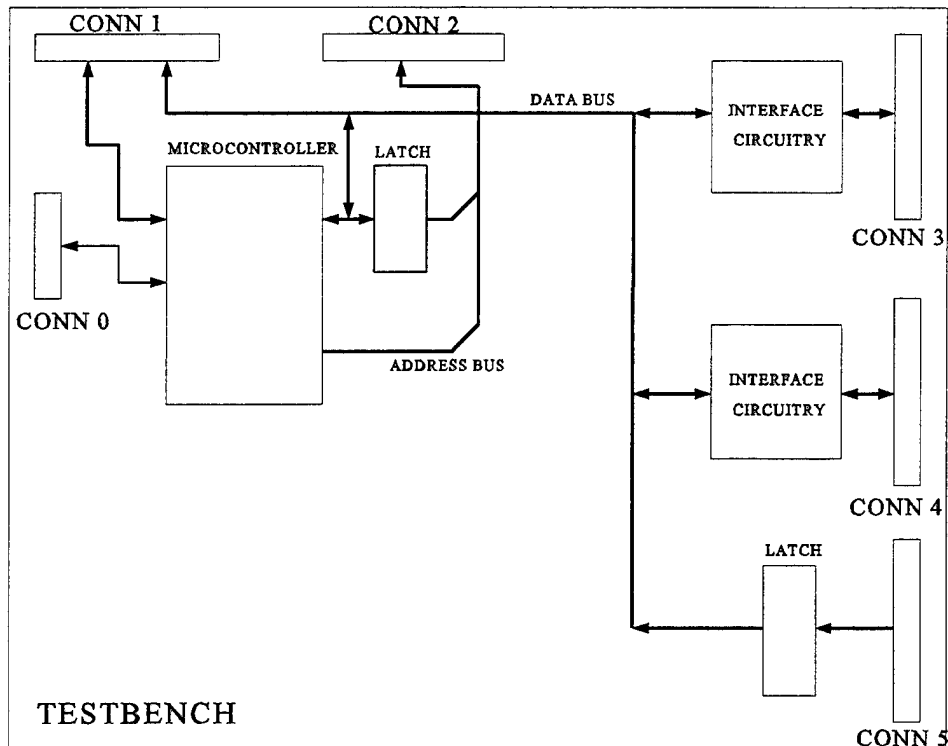 CONN 1
CONN 2
DATA BUS
INTERFACE
CIRCUITRY
MICROCONTROLLER
LATCH
CONN 3
CONN 0
ADDRESS BUS
INTERFACE
CIRCUITRY
CONN 4
LATCH
TESTBENCH
CONN 5